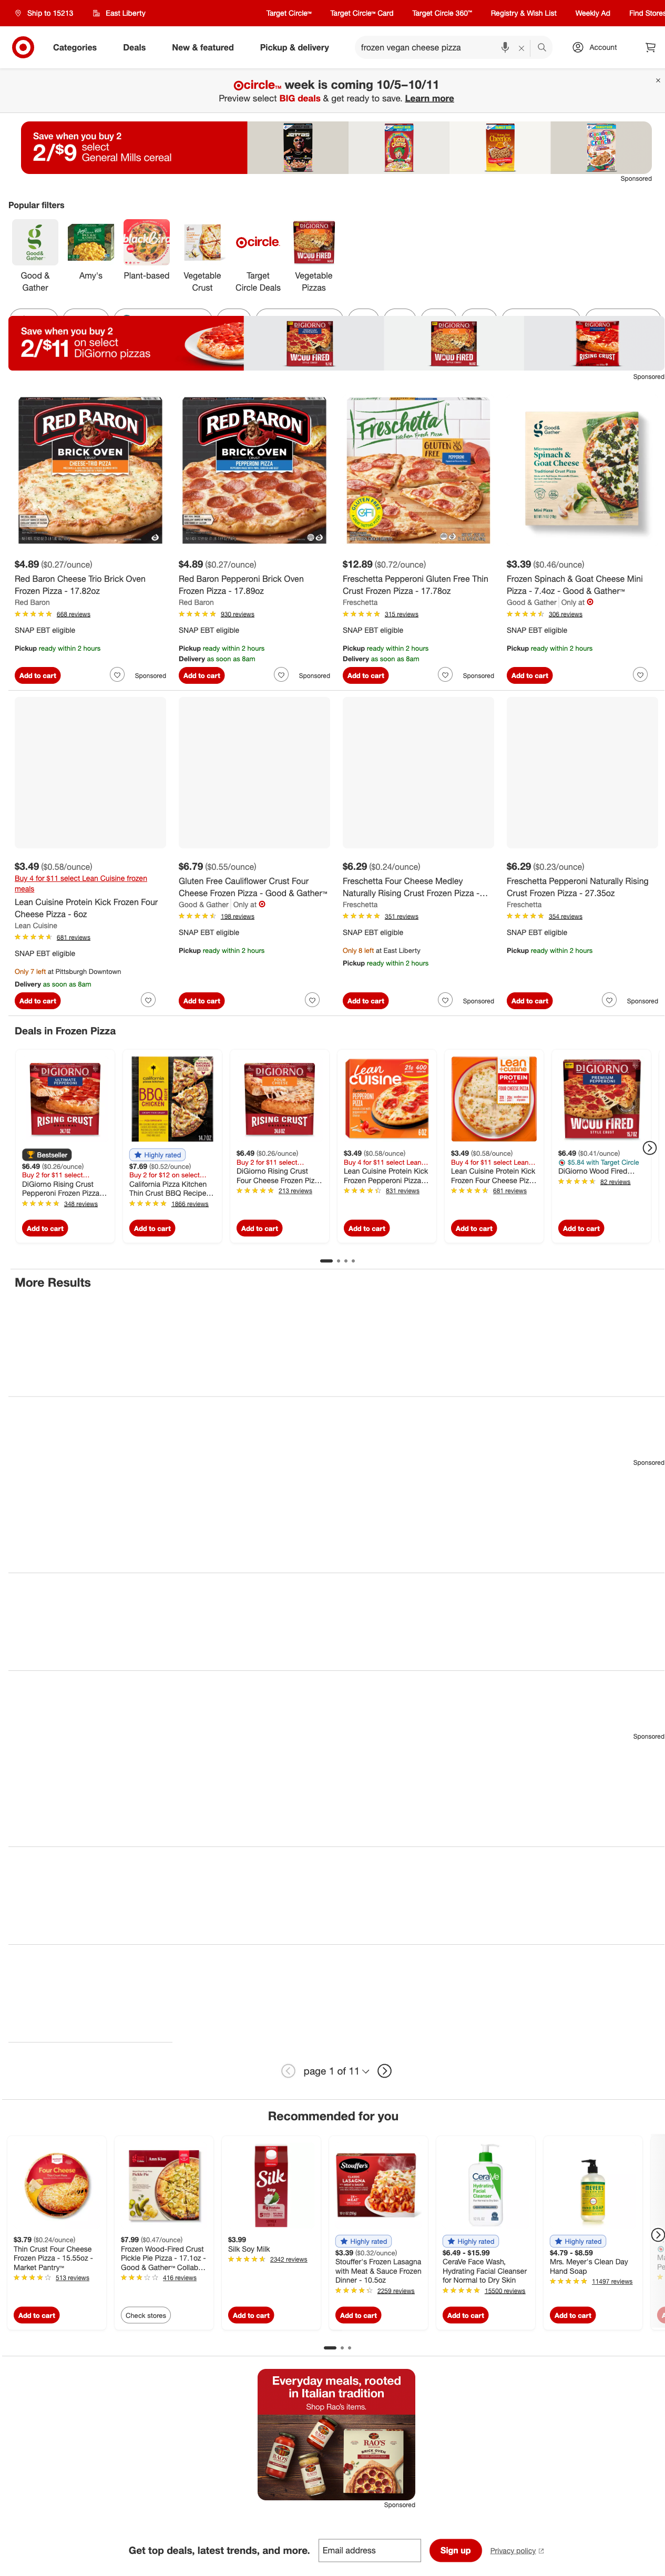 Ship to 15213
East Liberty
Target Circle™
Target Circle™ Card
Target Circle 360™
Registry & Wish List
Weekly Ad
Find Stores
Categories
Deals
New & featured
Pickup & delivery
frozen vegan cheese pizza
Account
circle™ week is coming 10/5–10/11
Preview select BIG deals & get ready to save. Learn more
Save when you buy 2
2/$9 select
General Mills cereal
Sponsored
Popular filters
Good &
Gather
Amy's
Plant-based
Vegetable
Crust
circle
Target
Circle Deals
Vegetable
Pizzas
Save when you buy 2
2/$11 on select
DiGiorno pizzas
Sponsored
RED BARON
BRICK OVEN
CRUST
CHEESE-TRIO PIZZA
RED BARON
BRICK OVEN
CRUST
PEPPERONI PIZZA
Freschetta
GLUTEN FREE
PEPPERONI
Good&Gather
Spinach &
Goat Cheese
Traditional Crust Pizza
$4.89 ($0.27/ounce)
Red Baron Cheese Trio Brick Oven
Frozen Pizza - 17.82oz
Red Baron
668 reviews
SNAP EBT eligible
Pickup ready within 2 hours
Add to cart
Sponsored
$4.89 ($0.27/ounce)
Red Baron Pepperoni Brick Oven
Frozen Pizza - 17.89oz
Red Baron
930 reviews
SNAP EBT eligible
Pickup ready within 2 hours
Delivery as soon as 8am
Add to cart
Sponsored
$12.89 ($0.72/ounce)
Freschetta Pepperoni Gluten Free Thin
Crust Frozen Pizza - 17.78oz
Freschetta
315 reviews
SNAP EBT eligible
Pickup ready within 2 hours
Delivery as soon as 8am
Add to cart
Sponsored
$3.39 ($0.46/ounce)
Frozen Spinach & Goat Cheese Mini
Pizza - 7.4oz - Good & Gather™
Good & Gather | Only at
306 reviews
SNAP EBT eligible
Pickup ready within 2 hours
Add to cart
$3.49 ($0.58/ounce)
Buy 4 for $11 select Lean Cuisine frozen
meals
Lean Cuisine Protein Kick Frozen Four
Cheese Pizza - 6oz
Lean Cuisine
681 reviews
SNAP EBT eligible
Only 7 left at Pittsburgh Downtown
Delivery as soon as 8am
Add to cart
$6.79 ($0.55/ounce)
Gluten Free Cauliflower Crust Four
Cheese Frozen Pizza - Good & Gather™
Good & Gather | Only at
198 reviews
SNAP EBT eligible
Pickup ready within 2 hours
Add to cart
$6.29 ($0.24/ounce)
Freschetta Four Cheese Medley
Naturally Rising Crust Frozen Pizza -...
Freschetta
351 reviews
SNAP EBT eligible
Only 8 left at East Liberty
Pickup ready within 2 hours
Add to cart
Sponsored
$6.29 ($0.23/ounce)
Freschetta Pepperoni Naturally Rising
Crust Frozen Pizza - 27.35oz
Freschetta
354 reviews
SNAP EBT eligible
Pickup ready within 2 hours
Add to cart
Sponsored
Deals in Frozen Pizza
Bestseller
$6.49 ($0.26/ounce)
Buy 2 for $11 select...
DiGiorno Rising Crust
Pepperoni Frozen Pizza...
348 reviews
Add to cart
Highly rated
$7.69 ($0.52/ounce)
Buy 2 for $12 on select...
California Pizza Kitchen
Thin Crust BBQ Recipe...
1866 reviews
Add to cart
$6.49 ($0.26/ounce)
Buy 2 for $11 select...
DiGiorno Rising Crust
Four Cheese Frozen Piz...
213 reviews
Add to cart
$3.49 ($0.58/ounce)
Buy 4 for $11 select Lean...
Lean Cuisine Protein Kick
Frozen Pepperoni Pizza...
831 reviews
Add to cart
$3.49 ($0.58/ounce)
Buy 4 for $11 select Lean...
Lean Cuisine Protein Kick
Frozen Four Cheese Piz...
681 reviews
Add to cart
$6.49 ($0.41/ounce)
$5.84 with Target Circle
DiGiorno Wood Fired...
82 reviews
Add to cart
More Results
Sponsored
Sponsored
page 1 of 11
Recommended for you
$3.79 ($0.24/ounce)
Thin Crust Four Cheese
Frozen Pizza - 15.55oz -
Market Pantry™
513 reviews
Add to cart
$7.99 ($0.47/ounce)
Frozen Wood-Fired Crust
Pickle Pie Pizza - 17.1oz -
Good & Gather™ Collab...
416 reviews
Check stores
$3.99
Silk Soy Milk
2342 reviews
Add to cart
Highly rated
$3.39 ($0.32/ounce)
Stouffer's Frozen Lasagna
with Meat & Sauce Frozen
Dinner - 10.5oz
2259 reviews
Add to cart
Highly rated
$6.49 - $15.99
CeraVe Face Wash,
Hydrating Facial Cleanser
for Normal to Dry Skin
15500 reviews
Add to cart
Highly rated
$4.79 - $8.59
Mrs. Meyer's Clean Day
Hand Soap
11497 reviews
Add to cart
Everyday meals, rooted
in Italian tradition
Shop Rao's items.
RAO'S
BRICK OVEN
Sponsored
Get top deals, latest trends, and more.
Email address
Sign up
Privacy policy